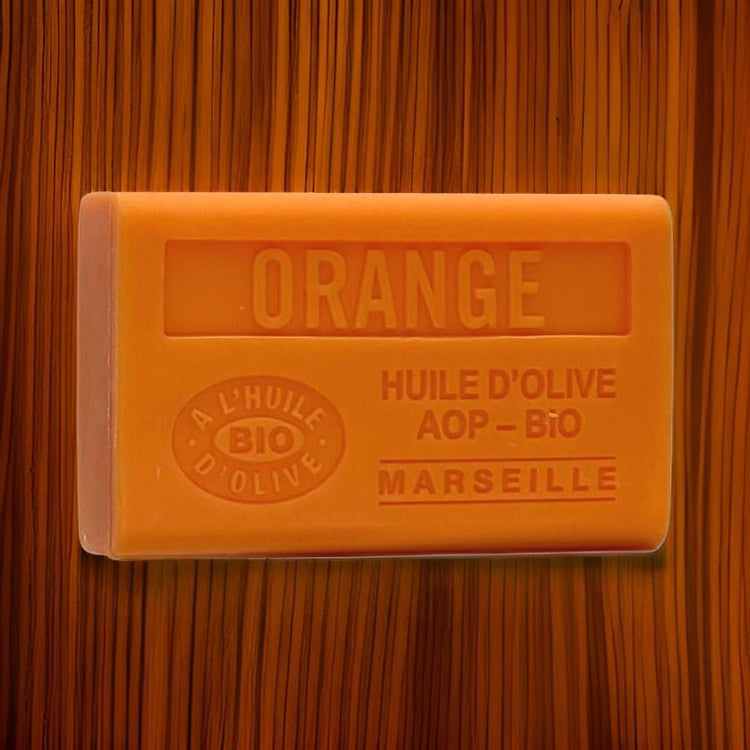 ORANGE
A L'HUILE
BIO
D'OLIVE
HUILE D'OLIVE
AOP – BIO
MARSEILLE